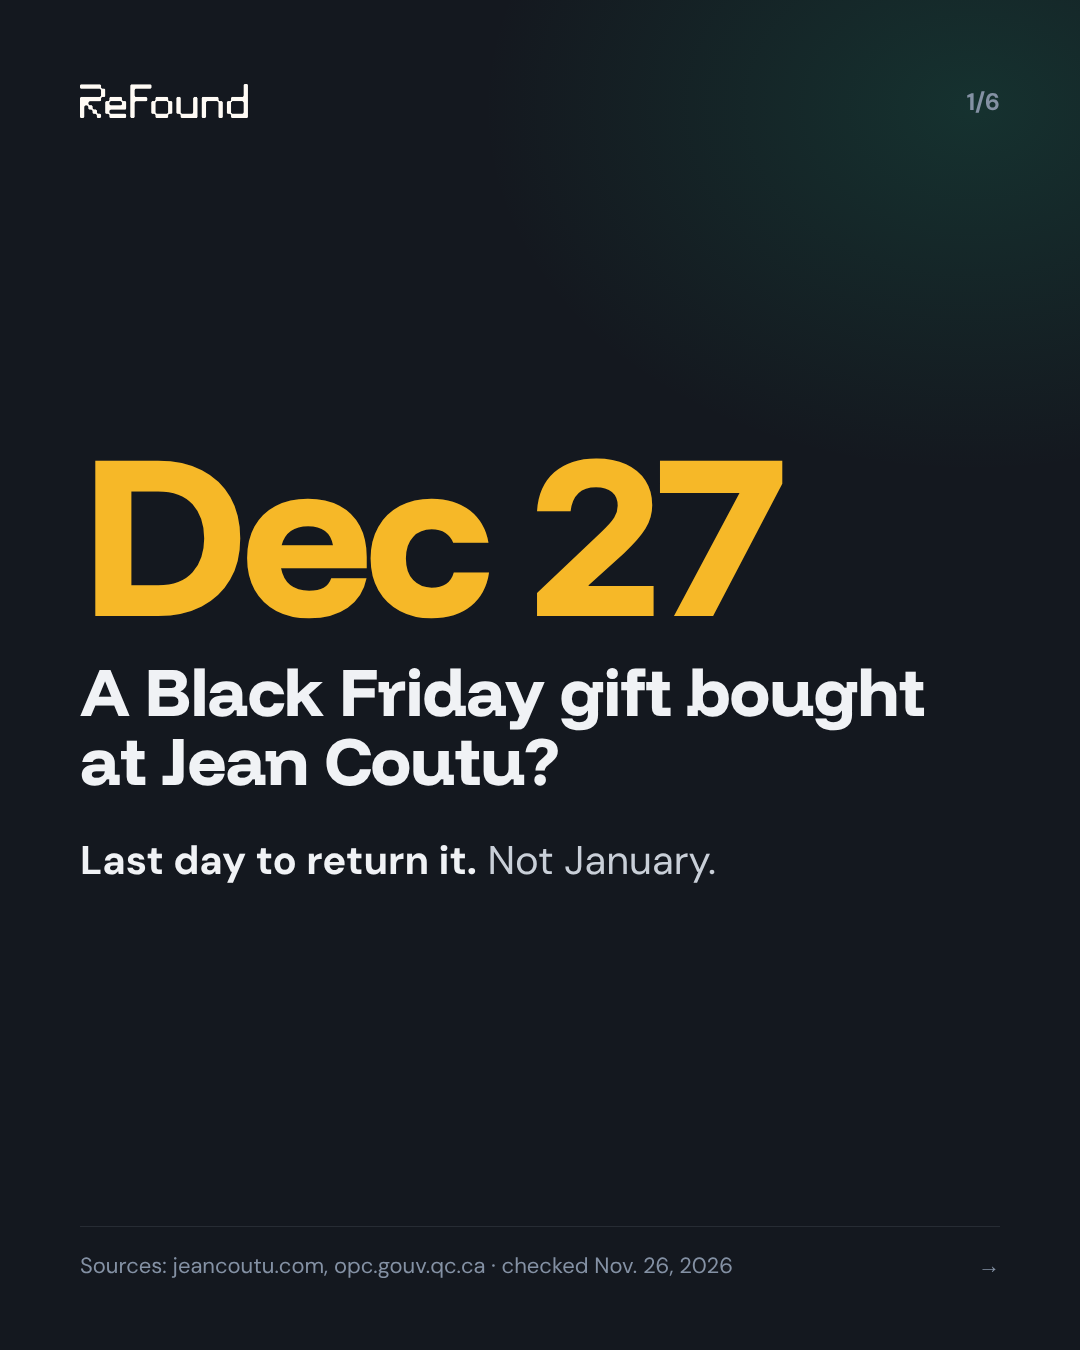 ReFound
1/6
Dec 27
A Black Friday gift bought
at Jean Coutu?
Last day to return it. Not January.
Sources: jeancoutu.com, opc.gouv.qc.ca · checked Nov. 26, 2026 →